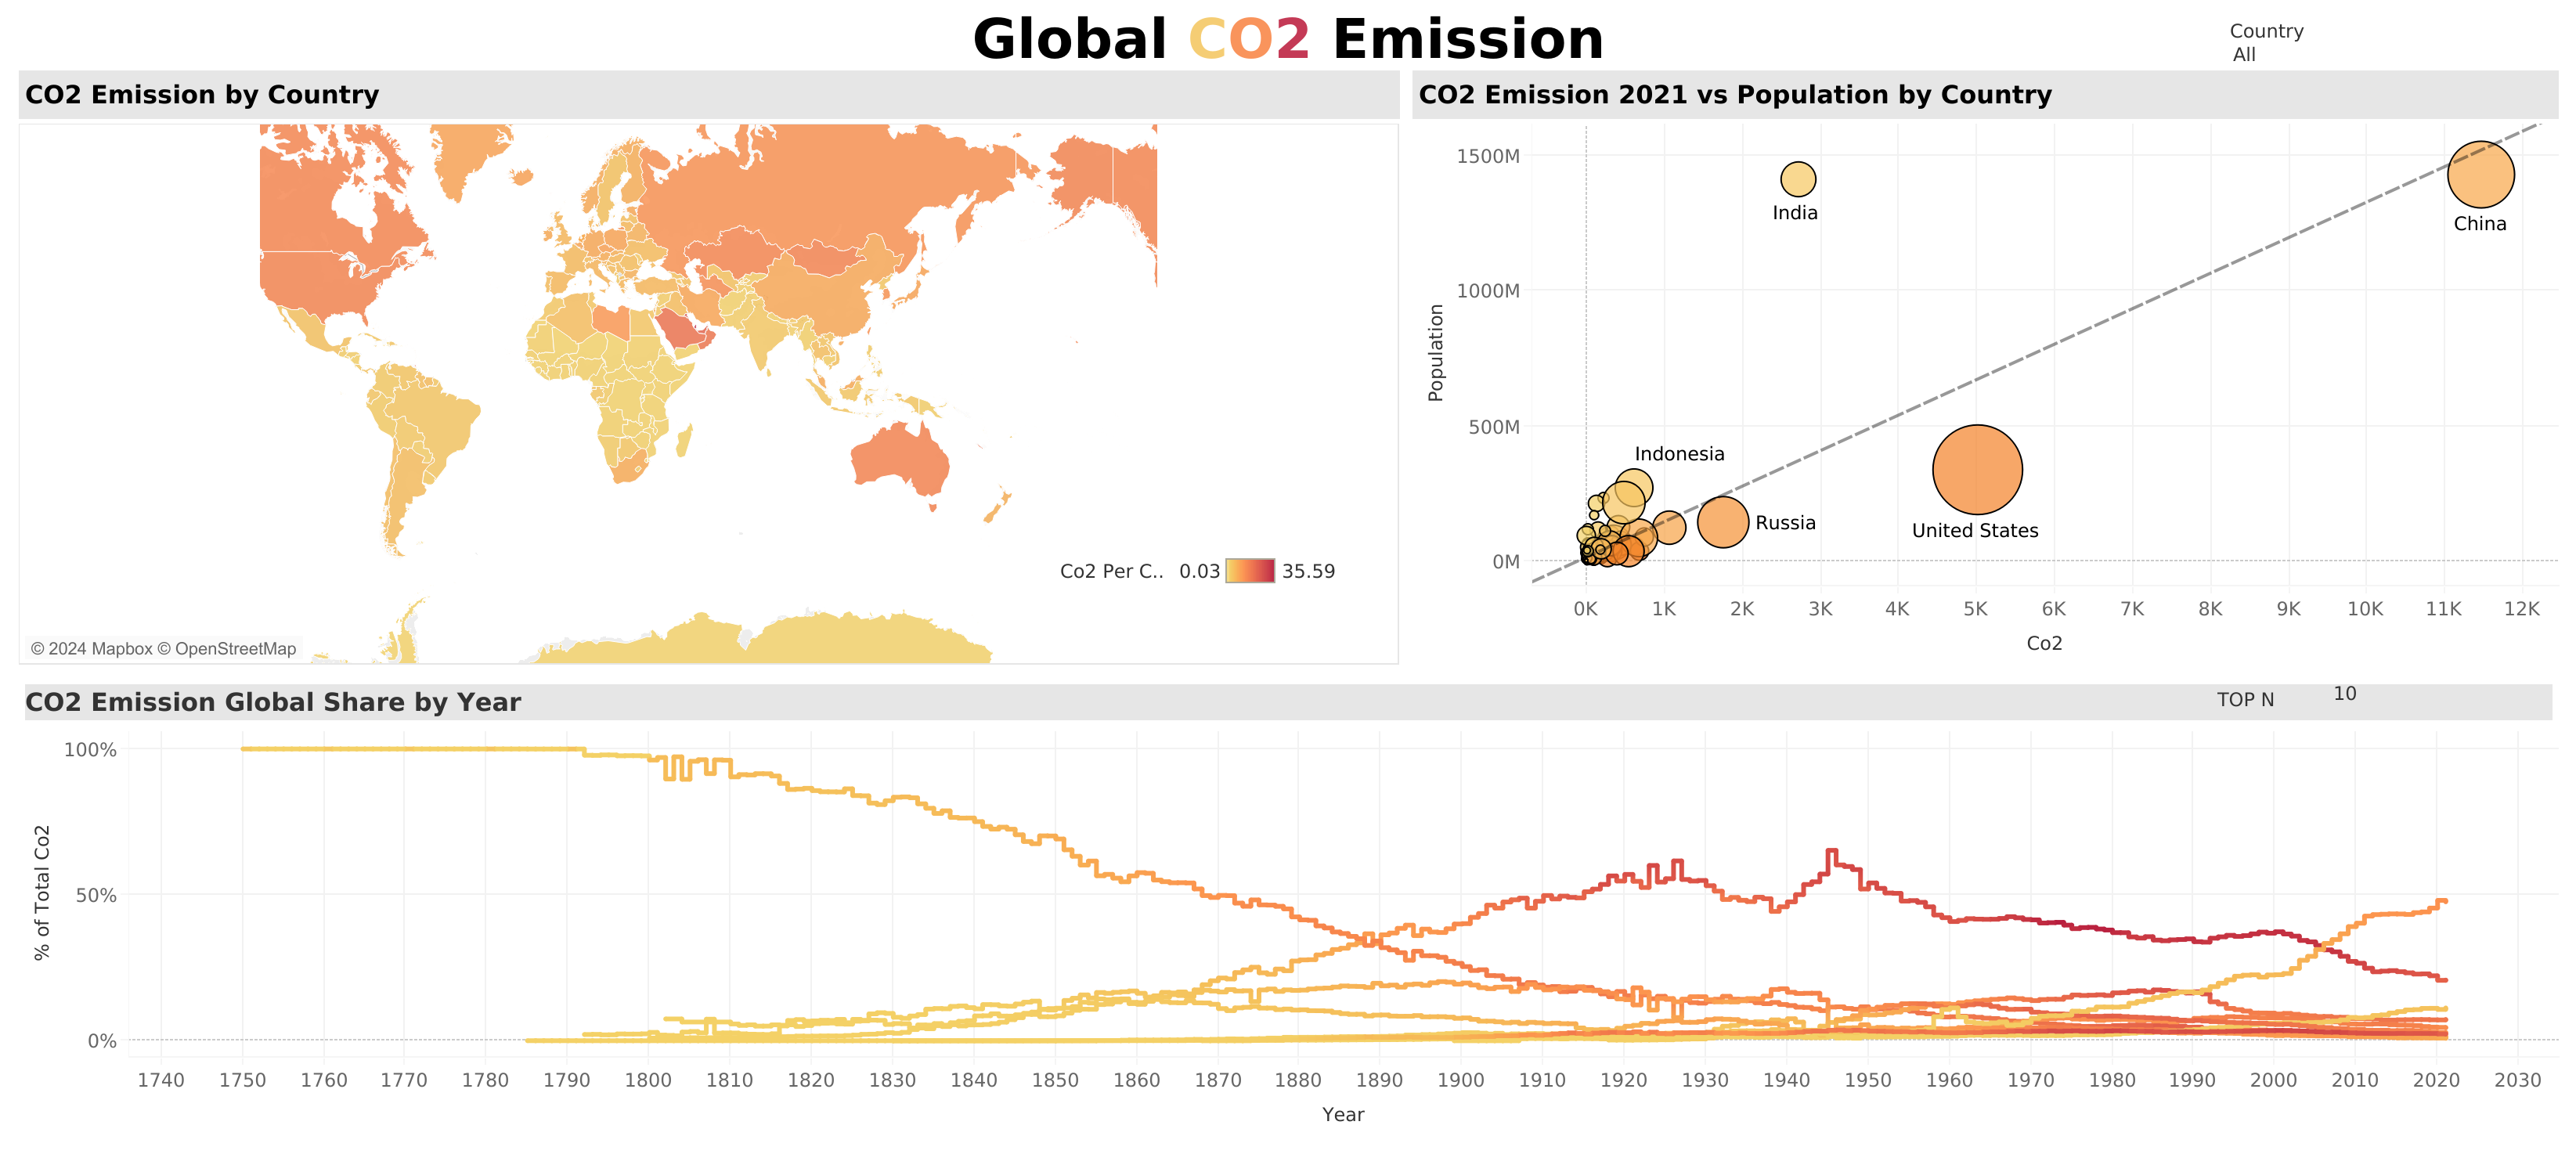 Global CO2 Emission
Country
All
CO2 Emission by Country
Co2 Per C.. 0.03 35.59
© 2024 Mapbox © OpenStreetMap
CO2 Emission 2021 vs Population by Country
Population
1500M
1000M
500M
0M
India
China
Indonesia
Russia
United States
0K 1K 2K 3K 4K 5K 6K 7K 8K 9K 10K 11K 12K
Co2
CO2 Emission Global Share by Year
TOP N 10
% of Total Co2
100%
50%
0%
1740 1750 1760 1770 1780 1790 1800 1810 1820 1830 1840 1850 1860 1870 1880 1890 1900 1910 1920 1930 1940 1950 1960 1970 1980 1990 2000 2010 2020 2030
Year